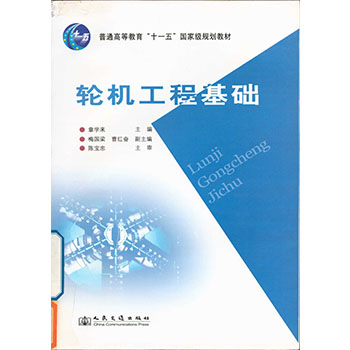 普通高等教育“十一五”国家级规划教材
轮机工程基础
章学来 主编
梅国梁 曹红奋 副主编
陈宝忠 主审
Lunji
Gongcheng
Jichu
人民交通出版社
China Communications Press